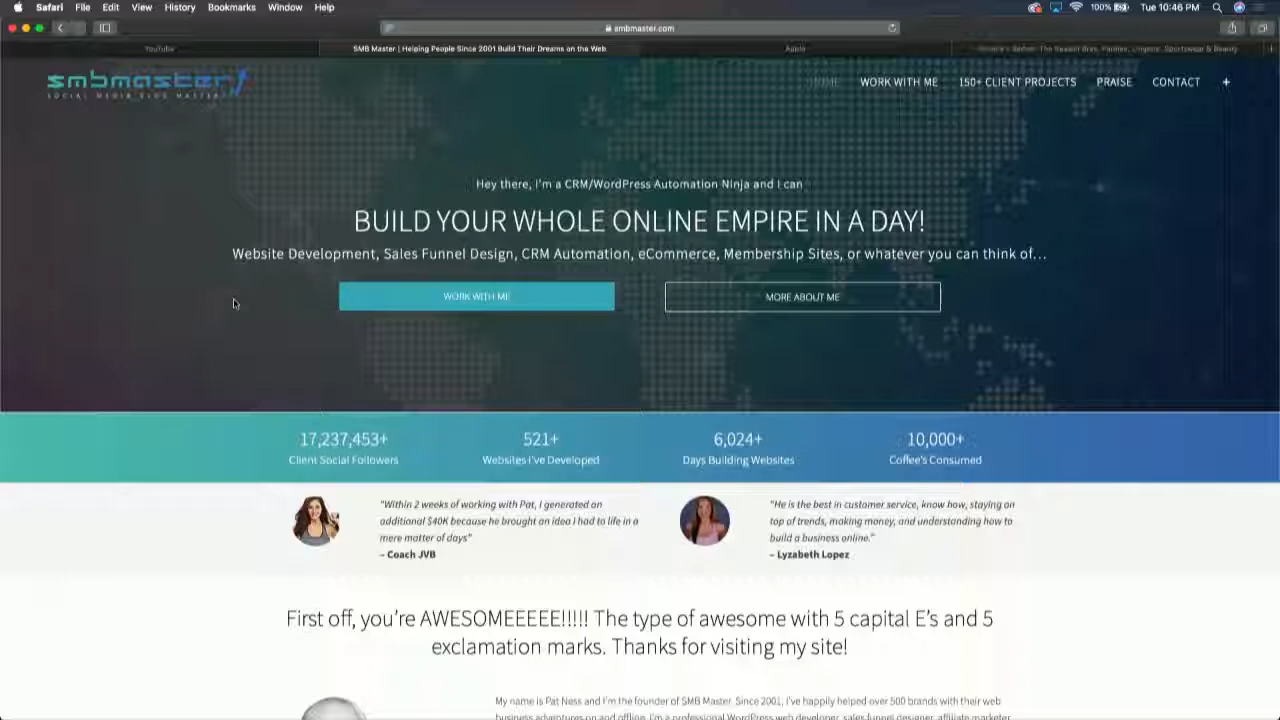 Safari File Edit View History Bookmarks Window Help 100% Tue 10:46 PM
smbmaster.com
YouTube SMB Master | Helping People Since 2001 Build Their Dreams on the Web Apple
smbmaster
SOCIAL MEDIA BLOG MASTER
HOME WORK WITH ME 150+ CLIENT PROJECTS PRAISE CONTACT +
Hey there, I'm a CRM/WordPress Automation Ninja and I can
BUILD YOUR WHOLE ONLINE EMPIRE IN A DAY!
Website Development, Sales Funnel Design, CRM Automation, eCommerce, Membership Sites, or whatever you can think of...
WORK WITH ME MORE ABOUT ME
17,237,453+ 521+ 6,024+ 10,000+
Client Social Followers Websites I've Developed Days Building Websites Coffee's Consumed
"Within 2 weeks of working with Pat, I generated an
additional $40K because he brought an idea I had to life in a
mere matter of days"
– Coach JVB
"He is the best in customer service, know how, staying on
top of trends, making money, and understanding how to
build a business online."
– Lyzabeth Lopez
First off, you're AWESOMEEEEE!!!!! The type of awesome with 5 capital E's and 5
exclamation marks. Thanks for visiting my site!
My name is Pat Ness and I'm the founder of SMB Master. Since 2001, I've happily helped over 500 brands with their web
business adventures on and offline. I'm a professional WordPress web developer, sales funnel designer, affiliate marketer